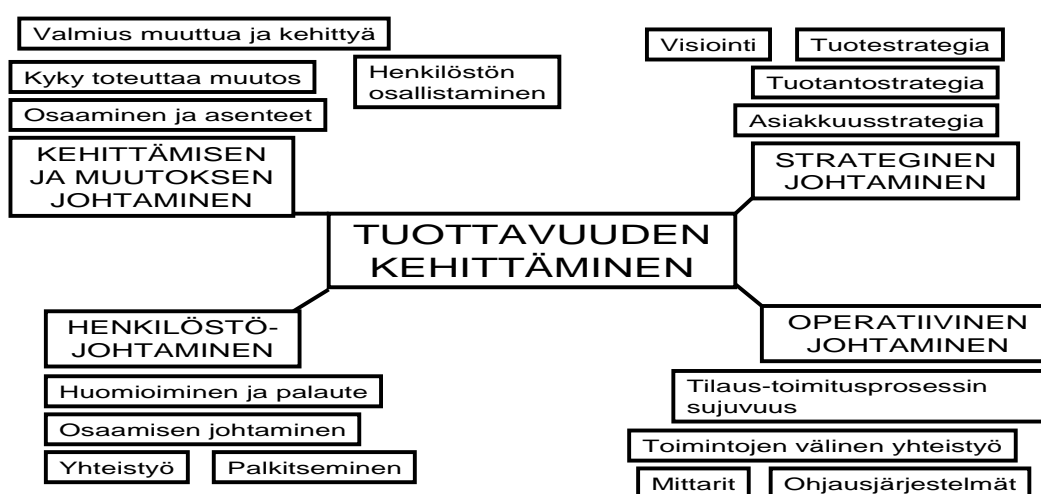 Valmius muuttua ja kehittyä
Kyky toteuttaa muutos
Henkilöstön
osallistaminen
Osaaminen ja asenteet
KEHITTÄMISEN
JA MUUTOKSEN
JOHTAMINEN
Visiointi
Tuotestrategia
Tuotantostrategia
Asiakkuusstrategia
STRATEGINEN
JOHTAMINEN
TUOTTAVUUDEN
KEHITTÄMINEN
HENKILÖSTÖ-
JOHTAMINEN
Huomioiminen ja palaute
Osaamisen johtaminen
Yhteistyö
Palkitseminen
OPERATIIVINEN
JOHTAMINEN
Tilaus-toimitusprosessin
sujuvuus
Toimintojen välinen yhteistyö
Mittarit
Ohjausjärjestelmät